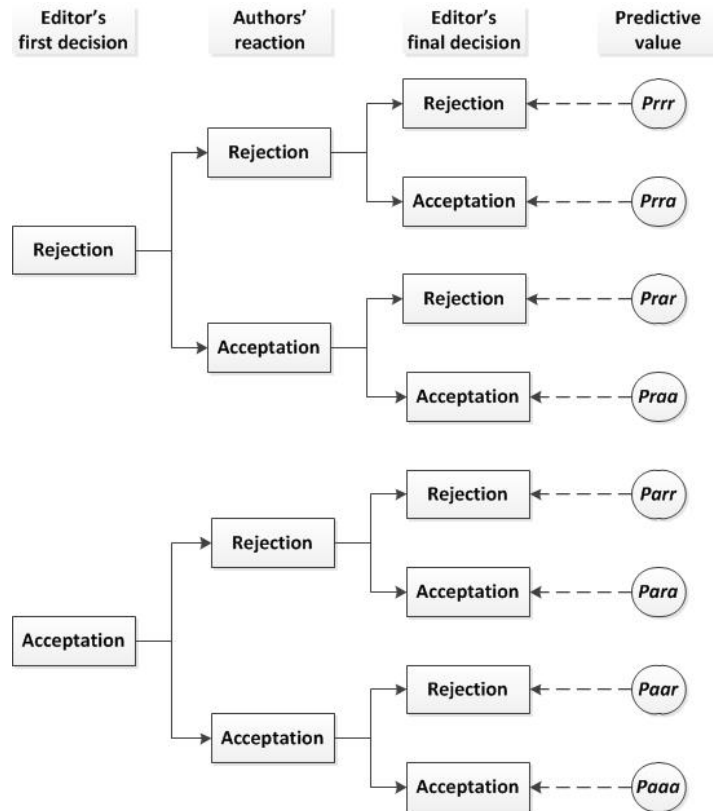 Editor's
first decision
Authors'
reaction
Editor's
final decision
Predictive
value
Rejection
Prrr
Rejection
Acceptation
Prra
Rejection
Rejection
Prar
Acceptation
Acceptation
Praa
Rejection
Parr
Rejection
Acceptation
Para
Acceptation
Rejection
Paar
Acceptation
Acceptation
Paaa